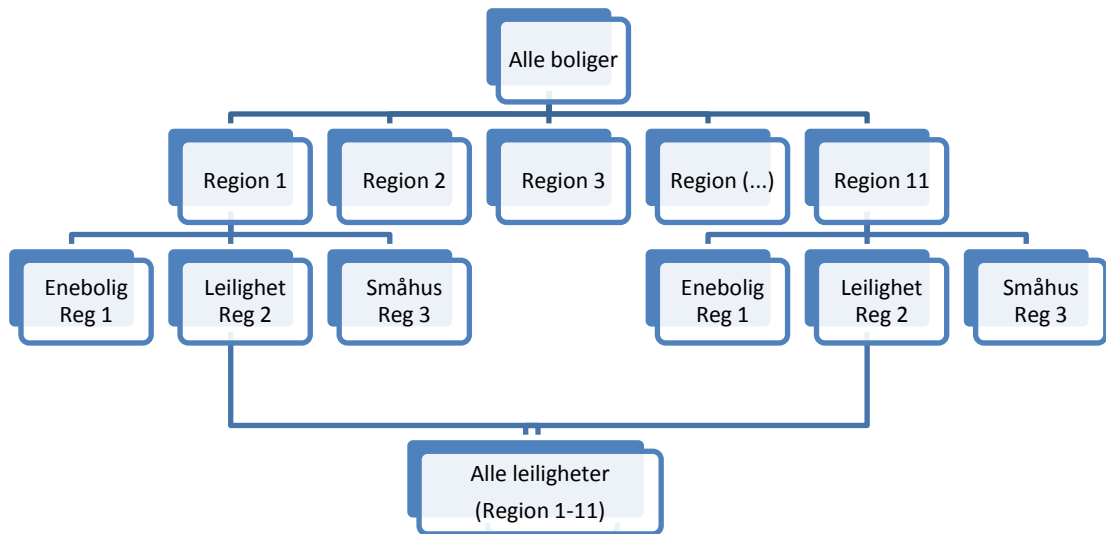 Alle boliger
Region 1
Region 2
Region 3
Region (...)
Region 11
Enebolig
Reg 1
Leilighet
Reg 2
Småhus
Reg 3
Enebolig
Reg 1
Leilighet
Reg 2
Småhus
Reg 3
Alle leiligheter
(Region 1-11)